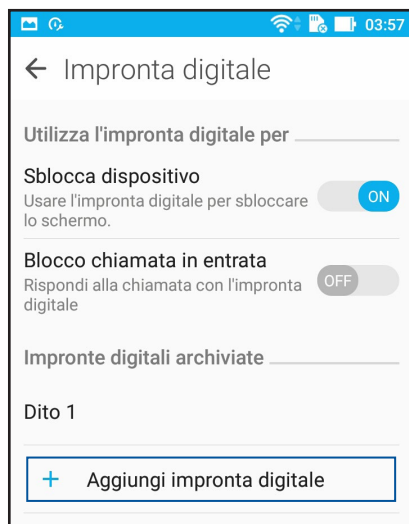 03:57
Impronta digitale
Utilizza l'impronta digitale per
Sblocca dispositivo
Usare l'impronta digitale per sbloccare
lo schermo.
ON
Blocco chiamata in entrata
Rispondi alla chiamata con l'impronta
digitale
OFF
Impronte digitali archiviate
Dito 1
+ Aggiungi impronta digitale